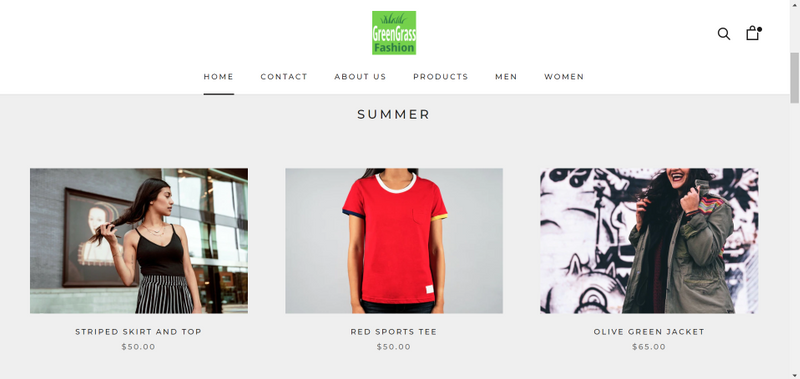 GreenGrass
Fashion
HOME CONTACT ABOUT US PRODUCTS MEN WOMEN
SUMMER
STRIPED SKIRT AND TOP
$50.00
RED SPORTS TEE
$50.00
OLIVE GREEN JACKET
$65.00